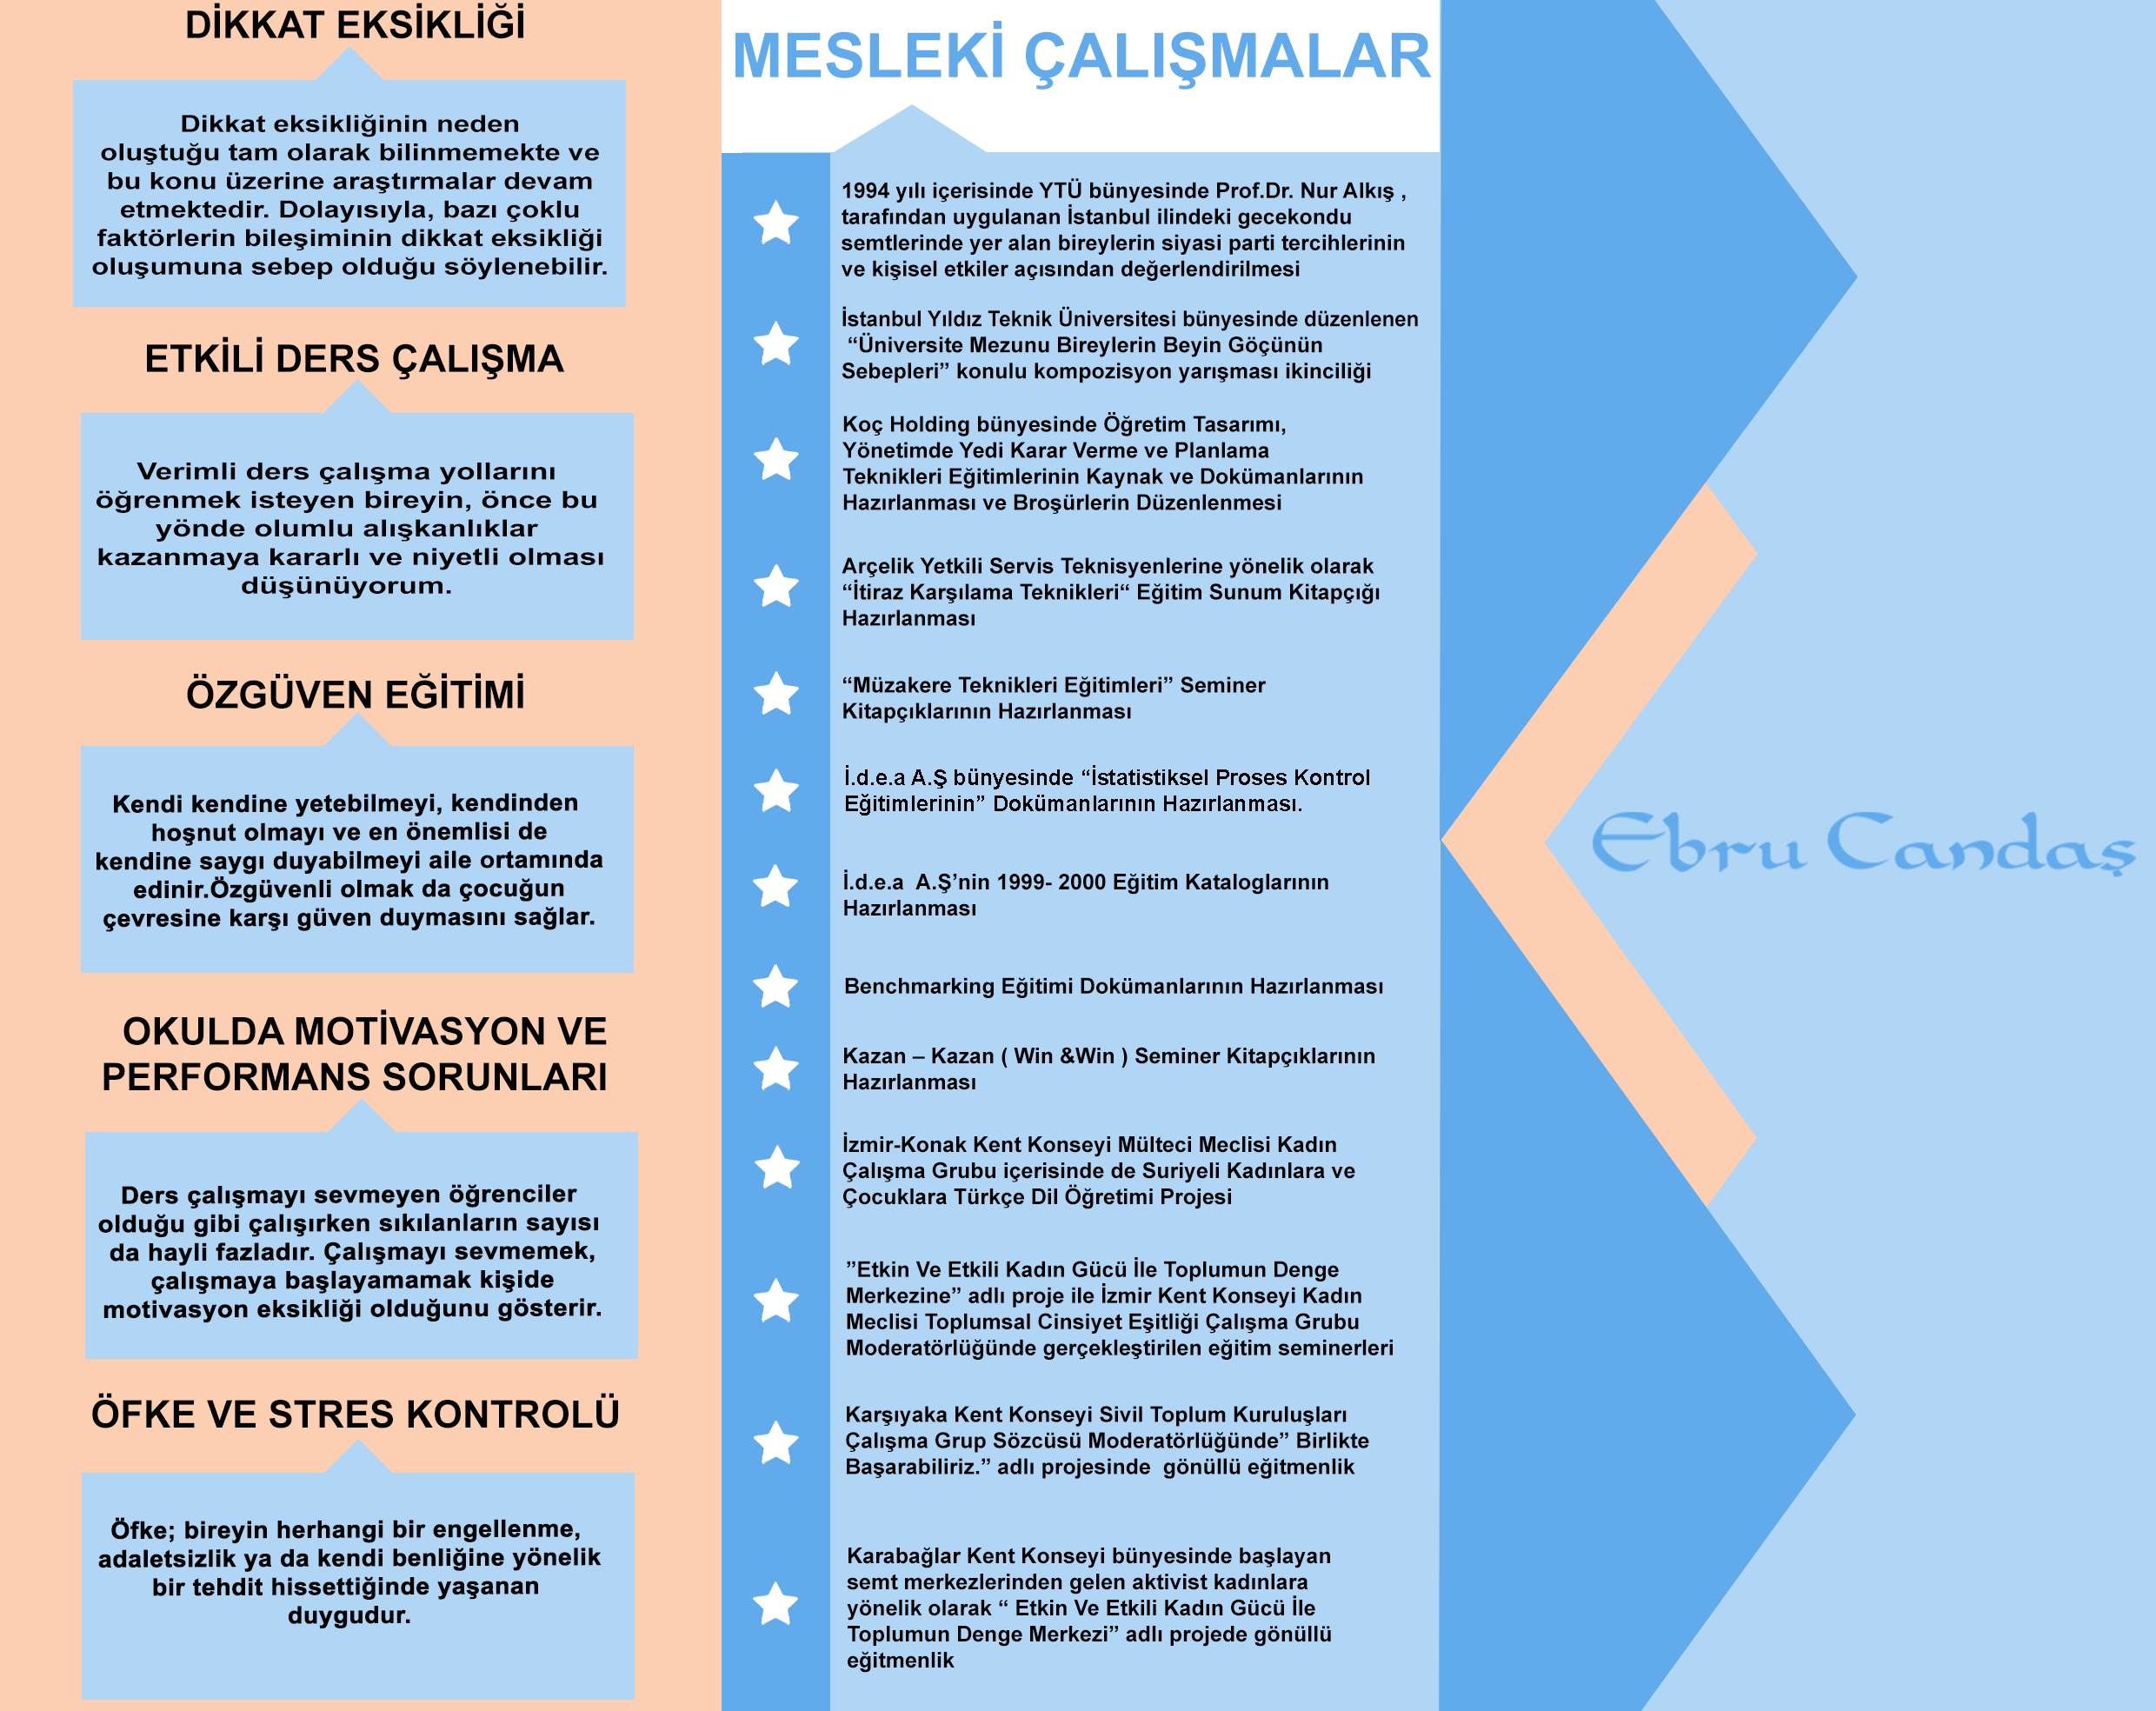 DİKKAT EKSİKLİĞİ
Dikkat eksikliğinin neden
oluştuğu tam olarak bilinmemekte ve
bu konu üzerine araştırmalar devam
etmektedir. Dolayısıyla, bazı çoklu
faktörlerin bileşiminin dikkat eksikliği
oluşumuna sebep olduğu söylenebilir.
ETKİLİ DERS ÇALIŞMA
Verimli ders çalışma yollarını
öğrenmek isteyen bireyin, önce bu
yönde olumlu alışkanlıklar
kazanmaya kararlı ve niyetli olması
düşünüyorum.
ÖZGÜVEN EĞİTİMİ
Kendi kendine yetebilmeyi, kendinden
hoşnut olmayı ve en önemlisi de
kendine saygı duyabilmeyi aile ortamında
edinir.Özgüvenli olmak da çocuğun
çevresine karşı güven duymasını sağlar.
OKULDA MOTİVASYON VE
PERFORMANS SORUNLARI
Ders çalışmayı sevmeyen öğrenciler
olduğu gibi çalışırken sıkılanların sayısı
da hayli fazladır. Çalışmayı sevmemek,
çalışmaya başlayamamak kişide
motivasyon eksikliği olduğunu gösterir.
ÖFKE VE STRES KONTROLÜ
Öfke; bireyin herhangi bir engellenme,
adaletsizlik ya da kendi benliğine yönelik
bir tehdit hissettiğinde yaşanan
duygudur.
MESLEKİ ÇALIŞMALAR
1994 yılı içerisinde YTÜ bünyesinde Prof.Dr. Nur Alkış ,
tarafından uygulanan İstanbul ilindeki gecekondu
semtlerinde yer alan bireylerin siyasi parti tercihlerinin
ve kişisel etkiler açısından değerlendirilmesi
İstanbul Yıldız Teknik Üniversitesi bünyesinde düzenlenen
“Üniversite Mezunu Bireylerin Beyin Göçünün
Sebepleri” konulu kompozisyon yarışması ikinciliği
Koç Holding bünyesinde Öğretim Tasarımı,
Yönetimde Yedi Karar Verme ve Planlama
Teknikleri Eğitimlerinin Kaynak ve Dokümanlarının
Hazırlanması ve Broşürlerin Düzenlenmesi
Arçelik Yetkili Servis Teknisyenlerine yönelik olarak
“İtiraz Karşılama Teknikleri“ Eğitim Sunum Kitapçığı
Hazırlanması
“Müzakere Teknikleri Eğitimleri” Seminer
Kitapçıklarının Hazırlanması
İ.d.e.a A.Ş bünyesinde “İstatistiksel Proses Kontrol
Eğitimlerinin” Dokümanlarının Hazırlanması.
İ.d.e.a  A.Ş’nin 1999- 2000 Eğitim Kataloglarının
Hazırlanması
Benchmarking Eğitimi Dokümanlarının Hazırlanması
Kazan – Kazan ( Win &Win ) Seminer Kitapçıklarının
Hazırlanması
İzmir-Konak Kent Konseyi Mülteci Meclisi Kadın
Çalışma Grubu içerisinde de Suriyeli Kadınlara ve
Çocuklara Türkçe Dil Öğretimi Projesi
”Etkin Ve Etkili Kadın Gücü İle Toplumun Denge
Merkezine” adlı proje ile İzmir Kent Konseyi Kadın
Meclisi Toplumsal Cinsiyet Eşitliği Çalışma Grubu
Moderatörlüğünde gerçekleştirilen eğitim seminerleri
Karşıyaka Kent Konseyi Sivil Toplum Kuruluşları
Çalışma Grup Sözcüsü Moderatörlüğünde” Birlikte
Başarabiliriz.” adlı projesinde  gönüllü eğitmenlik
Karabağlar Kent Konseyi bünyesinde başlayan
semt merkezlerinden gelen aktivist kadınlara
yönelik olarak “ Etkin Ve Etkili Kadın Gücü İle
Toplumun Denge Merkezi” adlı projede gönüllü
eğitmenlik
Ebru Candaş